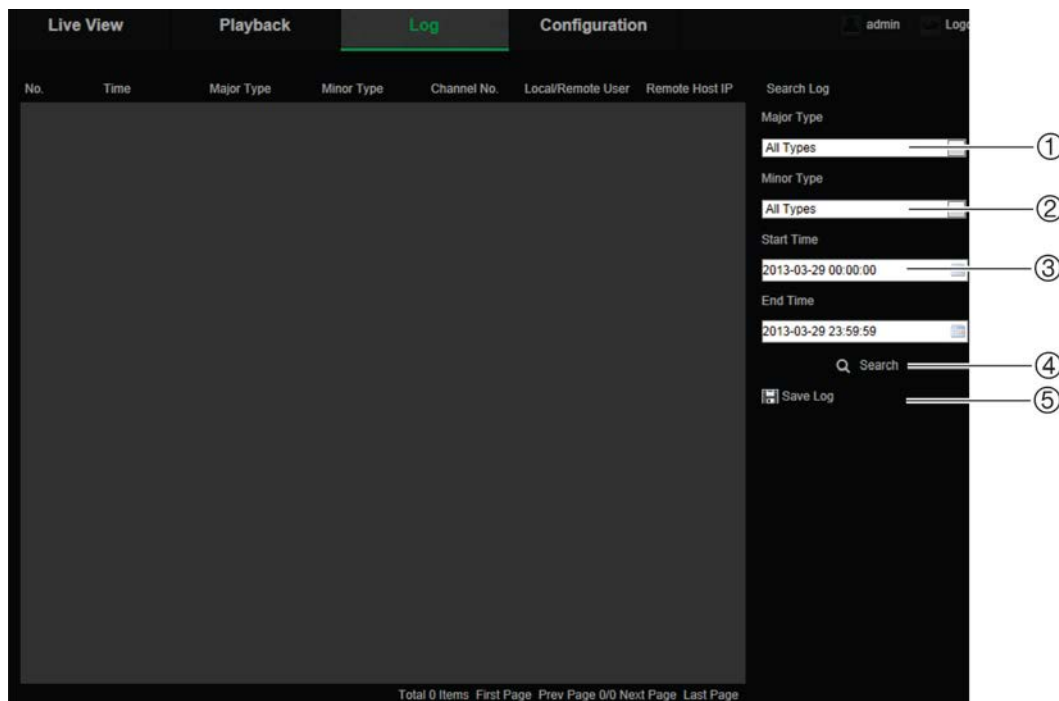 Live View Playback Log Configuration admin Logo
No. Time Major Type Minor Type Channel No. Local/Remote User Remote Host IP Search Log
Major Type
All Types ①
Minor Type
All Types ②
Start Time
2013-03-29 00:00:00 ③
End Time
2013-03-29 23:59:59
Search ④
Save Log ⑤
Total 0 Items First Page Prev Page 0/0 Next Page Last Page